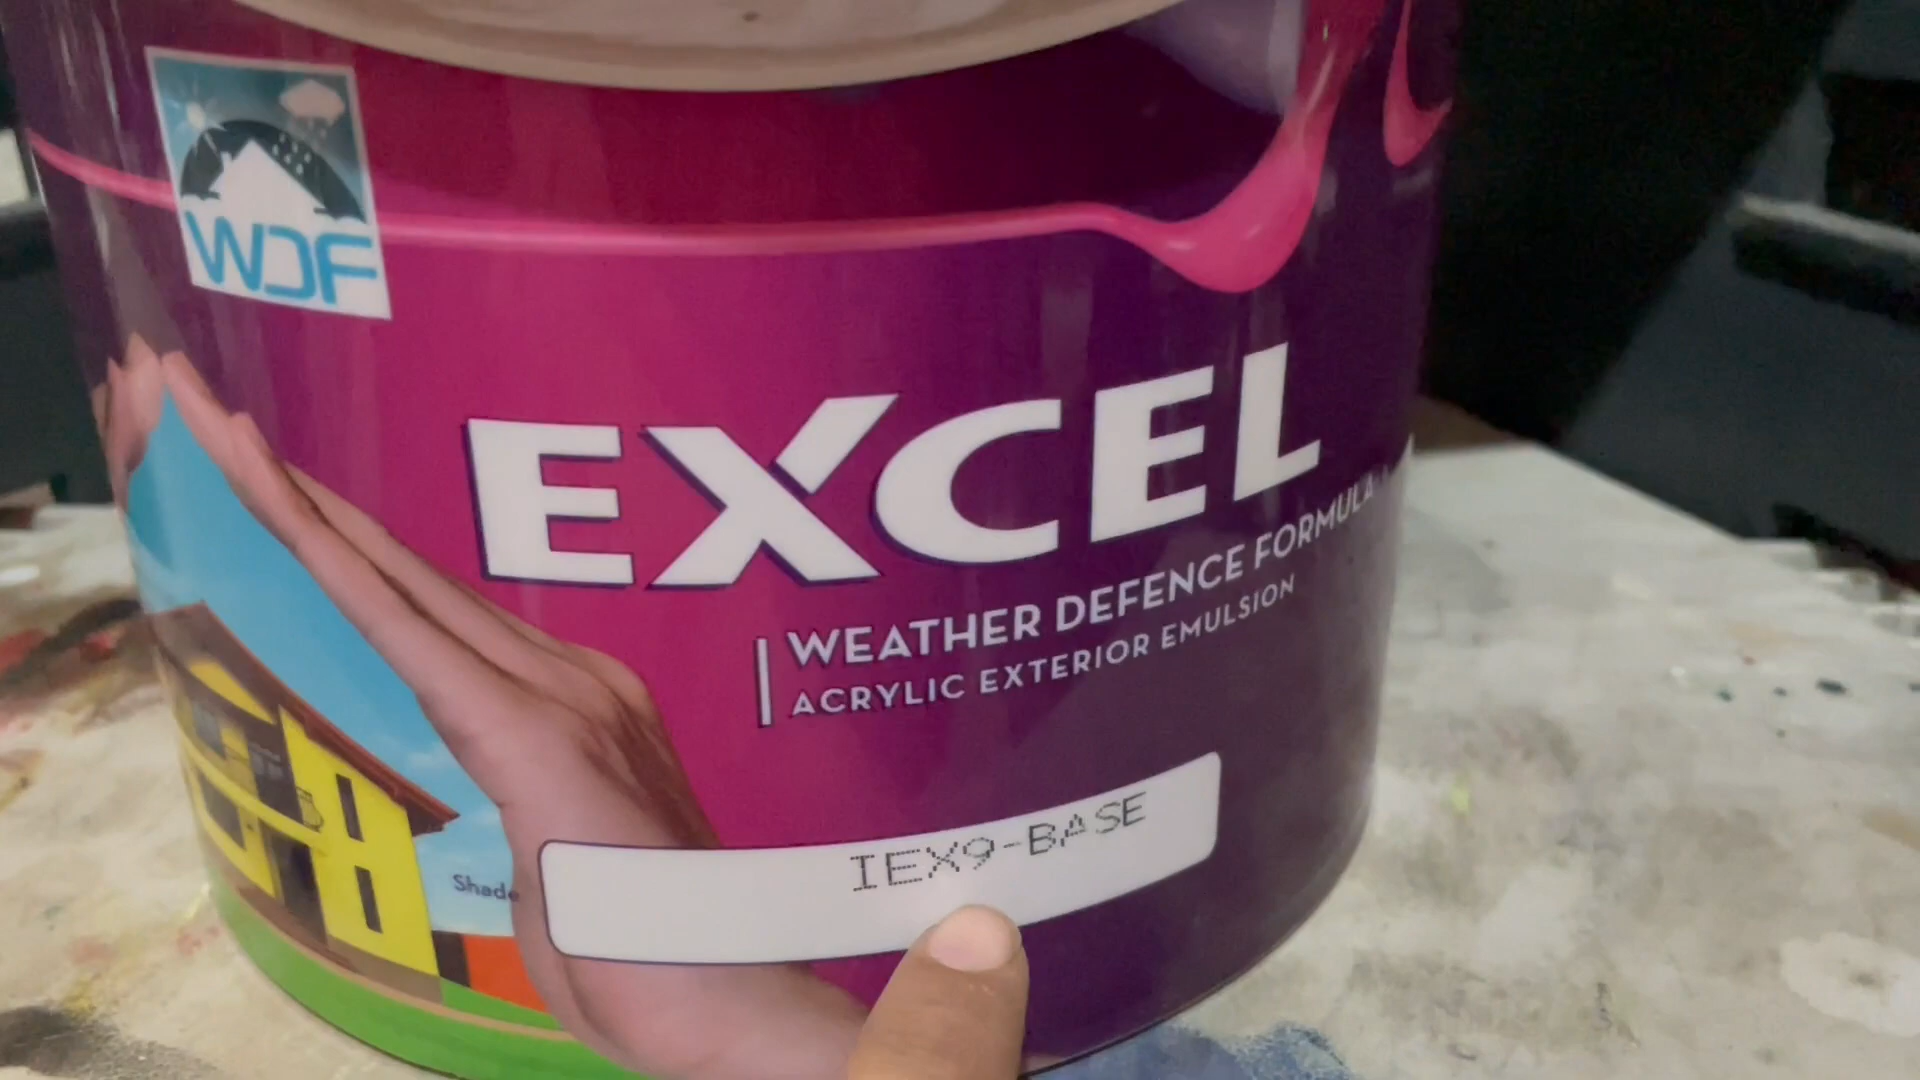 WDF
EXCEL
WEATHER DEFENCE FORMULA
ACRYLIC EXTERIOR EMULSION
IEX9-BASE
Shade